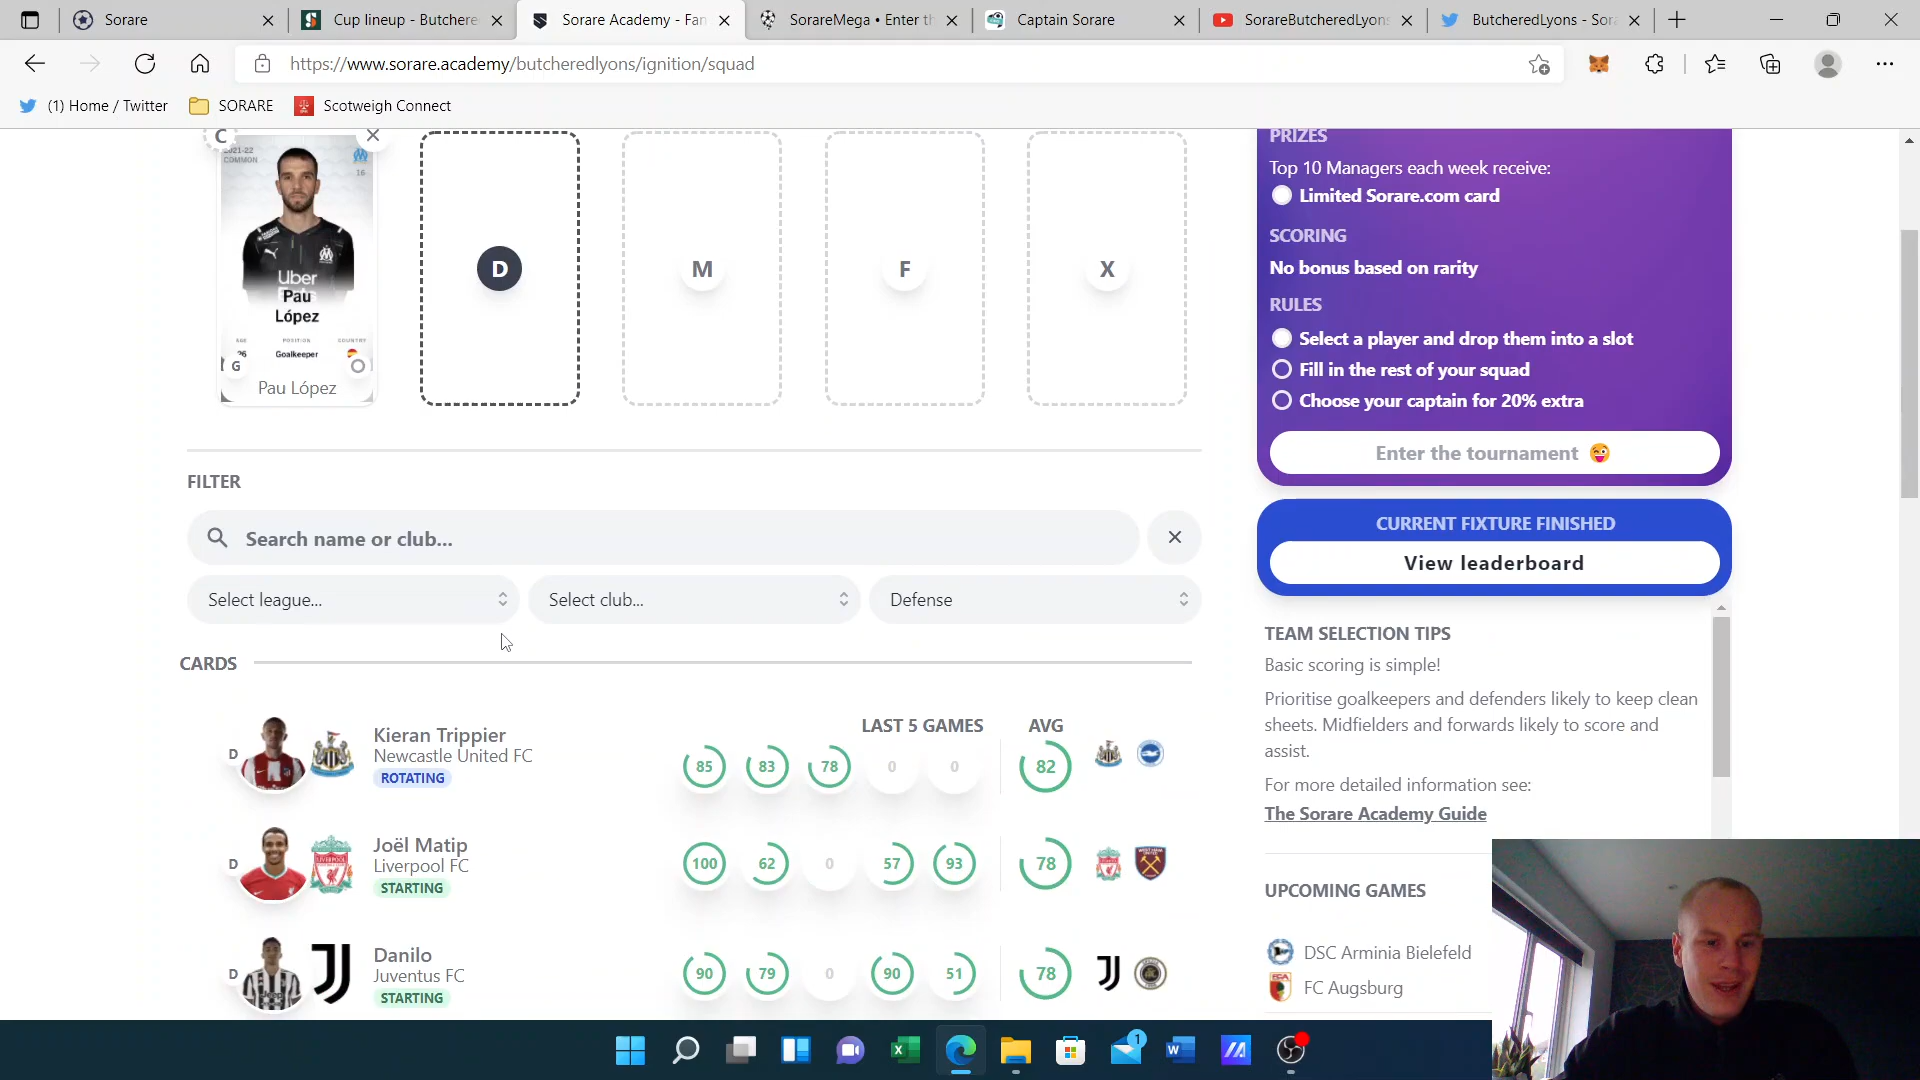 Sorare
Cup lineup - Butchere
Sorare Academy - Fan
SorareMega • Enter th
Captain Sorare
SorareButcheredLyons
ButcheredLyons - Sora
https://www.sorare.academy/butcheredlyons/ignition/squad
(1) Home / Twitter
SORARE
Scotweigh Connect
C
2021-22
COMMON
16
Uber
Pau
López
POSITION
COUNTRY
Goalkeeper
G
Pau López
D
M
F
X
FILTER
Search name or club...
Select league...
Select club...
Defense
CARDS
LAST 5 GAMES
AVG
D
Kieran Trippier
Newcastle United FC
ROTATING
85
83
78
0
0
82
D
Joël Matip
Liverpool FC
STARTING
100
62
0
57
93
78
D
Danilo
Juventus FC
STARTING
90
79
0
90
51
78
PRIZES
Top 10 Managers each week receive:
Limited Sorare.com card
SCORING
No bonus based on rarity
RULES
Select a player and drop them into a slot
Fill in the rest of your squad
Choose your captain for 20% extra
Enter the tournament
CURRENT FIXTURE FINISHED
View leaderboard
TEAM SELECTION TIPS
Basic scoring is simple!
Prioritise goalkeepers and defenders likely to keep clean
sheets. Midfielders and forwards likely to score and
assist.
For more detailed information see:
The Sorare Academy Guide
UPCOMING GAMES
DSC Arminia Bielefeld
FC Augsburg
1